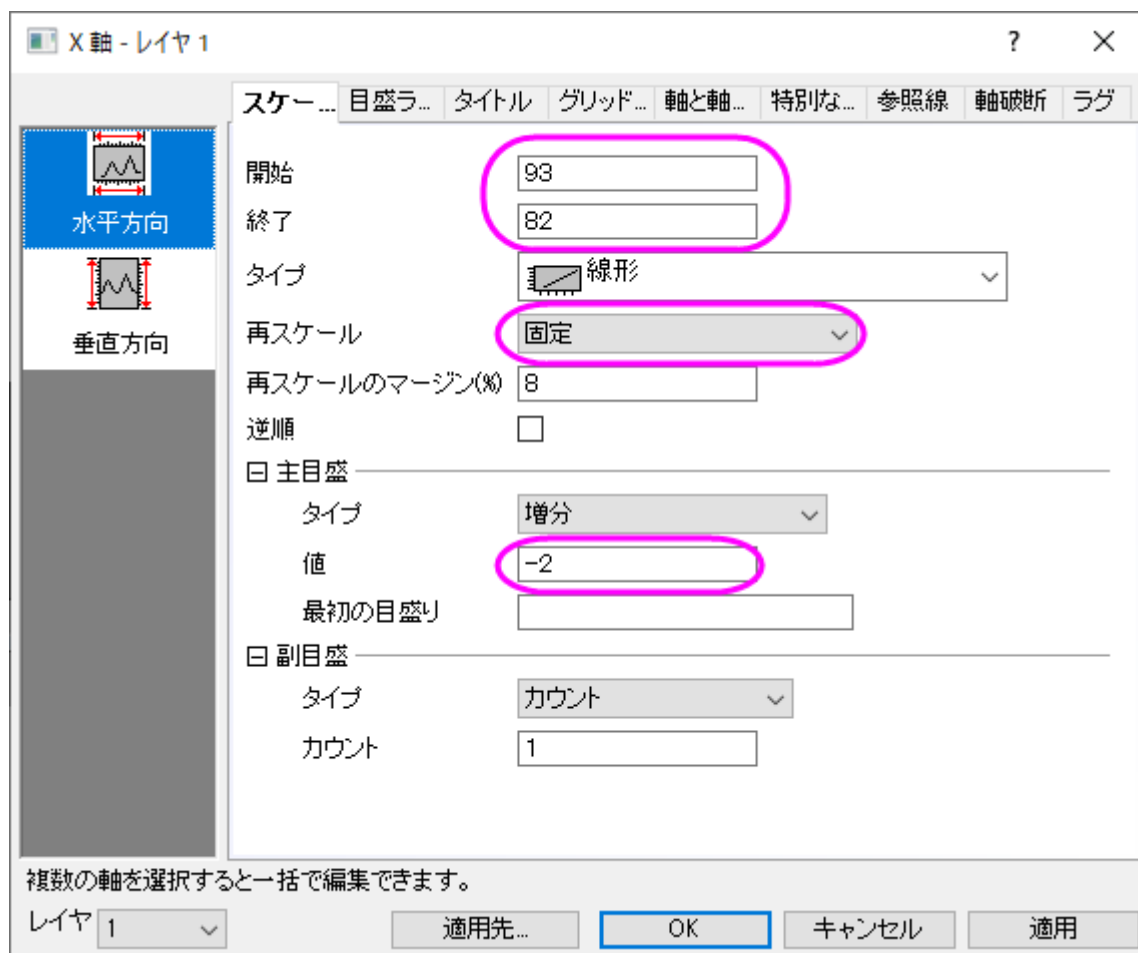 X 軸 - レイヤ 1
?
スケー... 目盛ラ... タイトル グリッド... 軸と軸... 特別な... 参照線 軸破断 ラグ
水平方向
垂直方向
開始 93
終了 82
タイプ 線形
再スケール 固定
再スケールのマージン(%) 8
逆順
主目盛
タイプ 増分
値 -2
最初の目盛り
副目盛
タイプ カウント
カウント 1
複数の軸を選択すると一括で編集できます。
レイヤ 1 適用先... OK キャンセル 適用